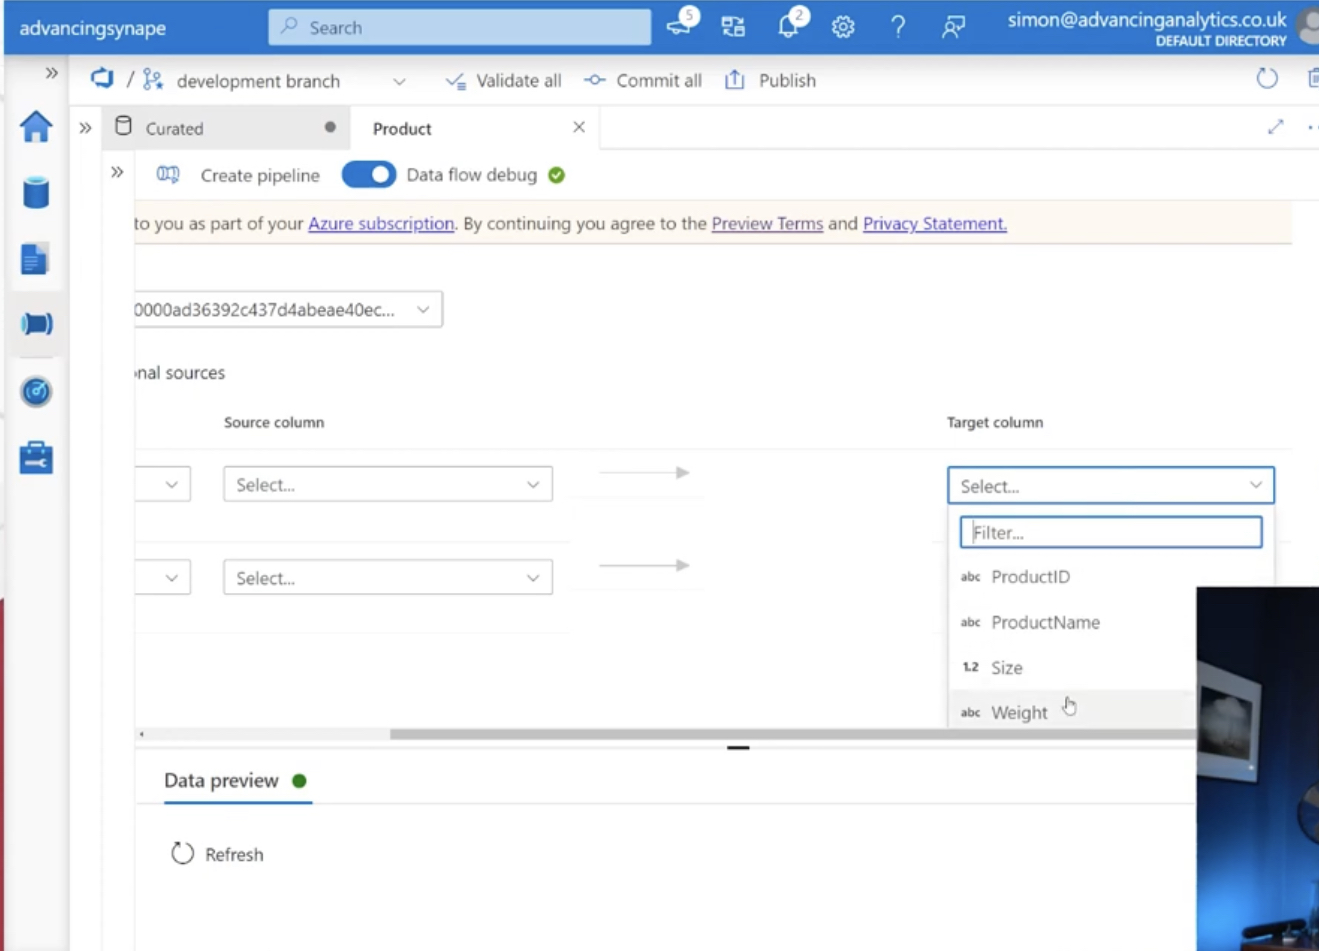 advancingsynape
Search
5
2
simon@advancinganalytics.co.uk
DEFAULT DIRECTORY
/ development branch
Validate all
Commit all
Publish
Curated
Product
Create pipeline
Data flow debug
to you as part of your Azure subscription. By continuing you agree to the Preview Terms and Privacy Statement.
0000ad36392c437d4abeae40ec...
nal sources
Source column
Target column
Select...
Select...
Filter...
abc ProductID
Select...
abc ProductName
1.2 Size
abc Weight
Data preview
Refresh